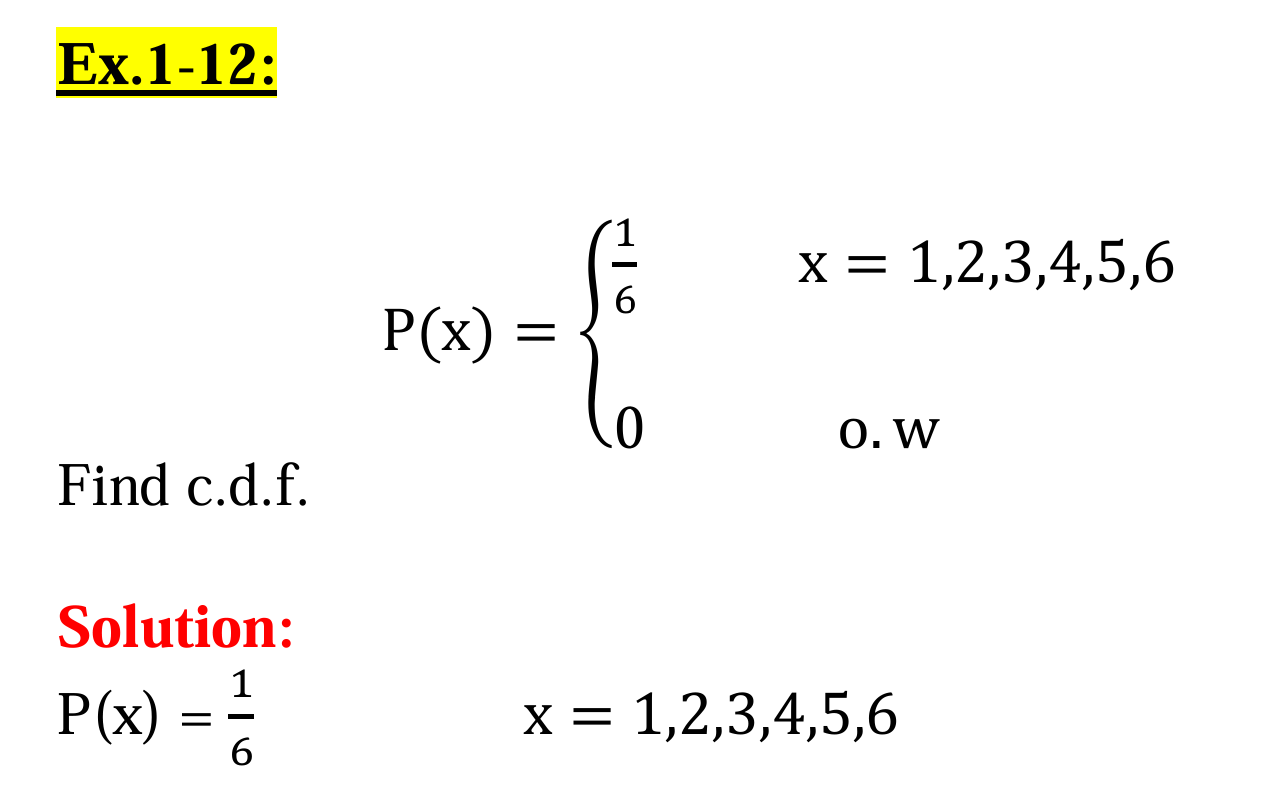 Ex.1-12:
P(x) = { 1/6 x = 1,2,3,4,5,6
0 o. w
Find c.d.f.
Solution:
P(x) = 1/6 x = 1,2,3,4,5,6